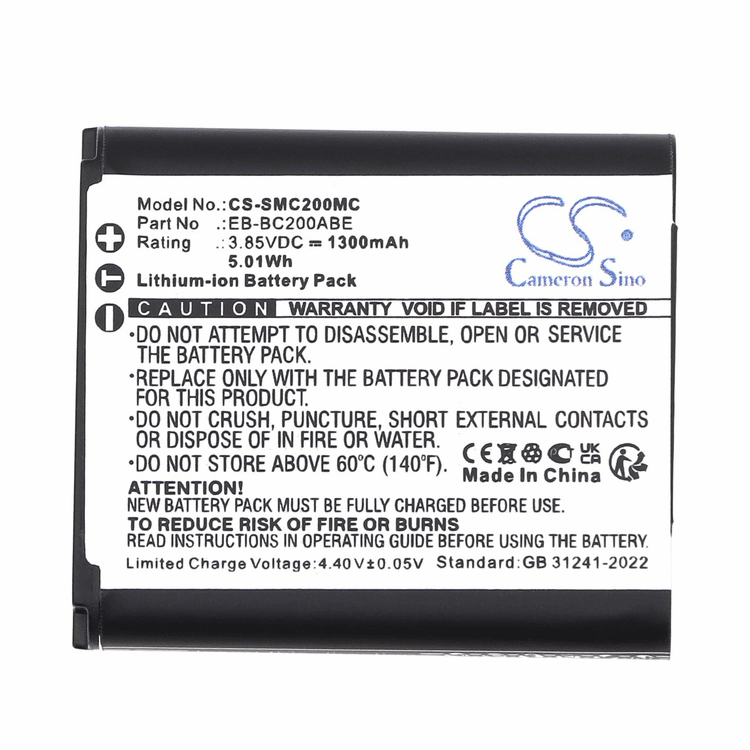 Model No.:CS-SMC200MC
Part No :EB-BC200ABE
Rating :3.85VDC ⎓ 1300mAh
5.01Wh
Lithium-ion Battery Pack
CS
Cameron Sino
CAUTION WARRANTY VOID IF LABEL IS REMOVED
•DO NOT ATTEMPT TO DISASSEMBLE, OPEN OR SERVICE
THE BATTERY PACK.
•REPLACE ONLY WITH THE BATTERY PACK DESIGNATED
FOR THIS PRODUCT.
•DO NOT CRUSH, PUNCTURE, SHORT EXTERNAL CONTACTS
OR DISPOSE OF IN FIRE OR WATER.
•DO NOT STORE ABOVE 60°C (140°F).
CE UK CA
Made In China
ATTENTION!
NEW BATTERY PACK MUST BE FULLY CHARGED BEFORE USE.
TO REDUCE RISK OF FIRE OR BURNS
READ INSTRUCTIONS IN OPERATING GUIDE BEFORE USING THE BATTERY.
Limited Charge Voltage:4.40V±0.05V Standard:GB 31241-2022